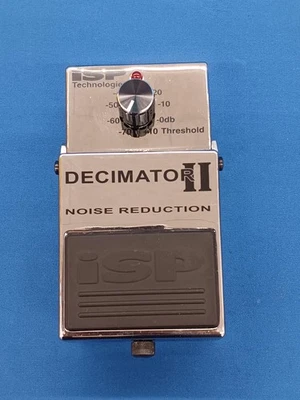 iSP
Technologies
20
-50 -10
-60 -0db
-70 10 Threshold
DECIMATOR II
NOISE REDUCTION
iSP